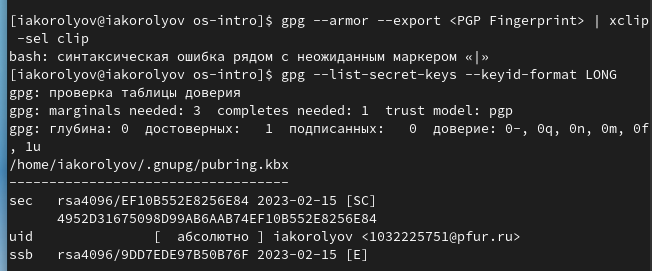 [iakorolyov@iakorolyov os-intro]$ gpg --armor --export <PGP Fingerprint> | xclip
 -sel clip
bash: синтаксическая ошибка рядом с неожиданным маркером «|»
[iakorolyov@iakorolyov os-intro]$ gpg --list-secret-keys --keyid-format LONG
gpg: проверка таблицы доверия
gpg: marginals needed: 3  completes needed: 1  trust model: pgp
gpg: глубина: 0  достоверных:   1  подписанных:   0  доверие: 0-, 0q, 0n, 0m, 0f
, 1u
/home/iakorolyov/.gnupg/pubring.kbx
-----------------------------------
sec   rsa4096/EF10B552E8256E84 2023-02-15 [SC]
      4952D31675098D99AB6AAB74EF10B552E8256E84
uid               [  абсолютно ] iakorolyov <1032225751@pfur.ru>
ssb   rsa4096/9DD7EDE97B50B76F 2023-02-15 [E]